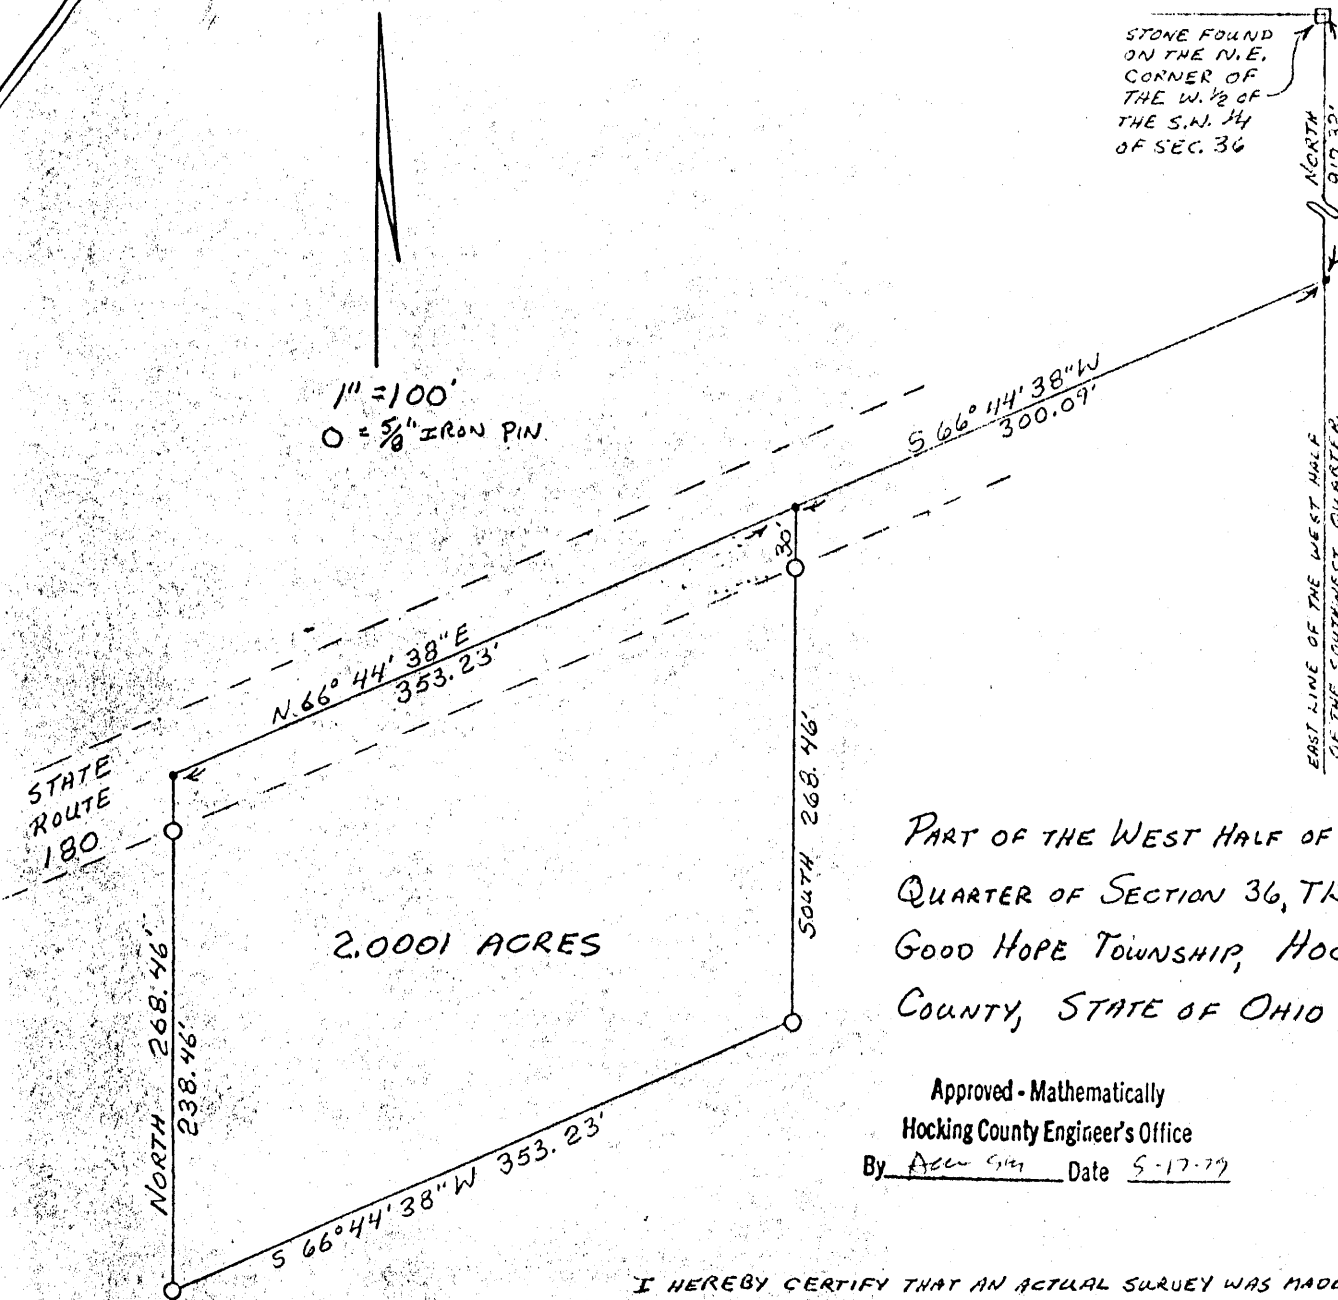 STONE FOUND
ON THE N.E.
CORNER OF
THE W. 1/2 OF
THE S.W. 1/4
OF SEC. 36
NORTH
1" = 100'
O = 5/8" IRON PIN
S 66° 44' 38" W
300.09'
30'
N. 66° 44' 38" E
353.23'
EAST LINE OF THE WEST HALF
OF THE SOUTHWEST QUARTER
STATE
ROUTE
180
SOUTH 268.46'
PART OF THE WEST HALF OF
QUARTER OF SECTION 36,
GOOD HOPE TOWNSHIP,
COUNTY, STATE OF OHIO
2.0001 ACRES
NORTH 268.46'
238.46'
S 66° 44' 38" W 353.23'
Approved - Mathematically
Hocking County Engineer's Office
By Date 5-17-79
I HEREBY CERTIFY THAT AN ACTUAL SURVEY WAS MADE